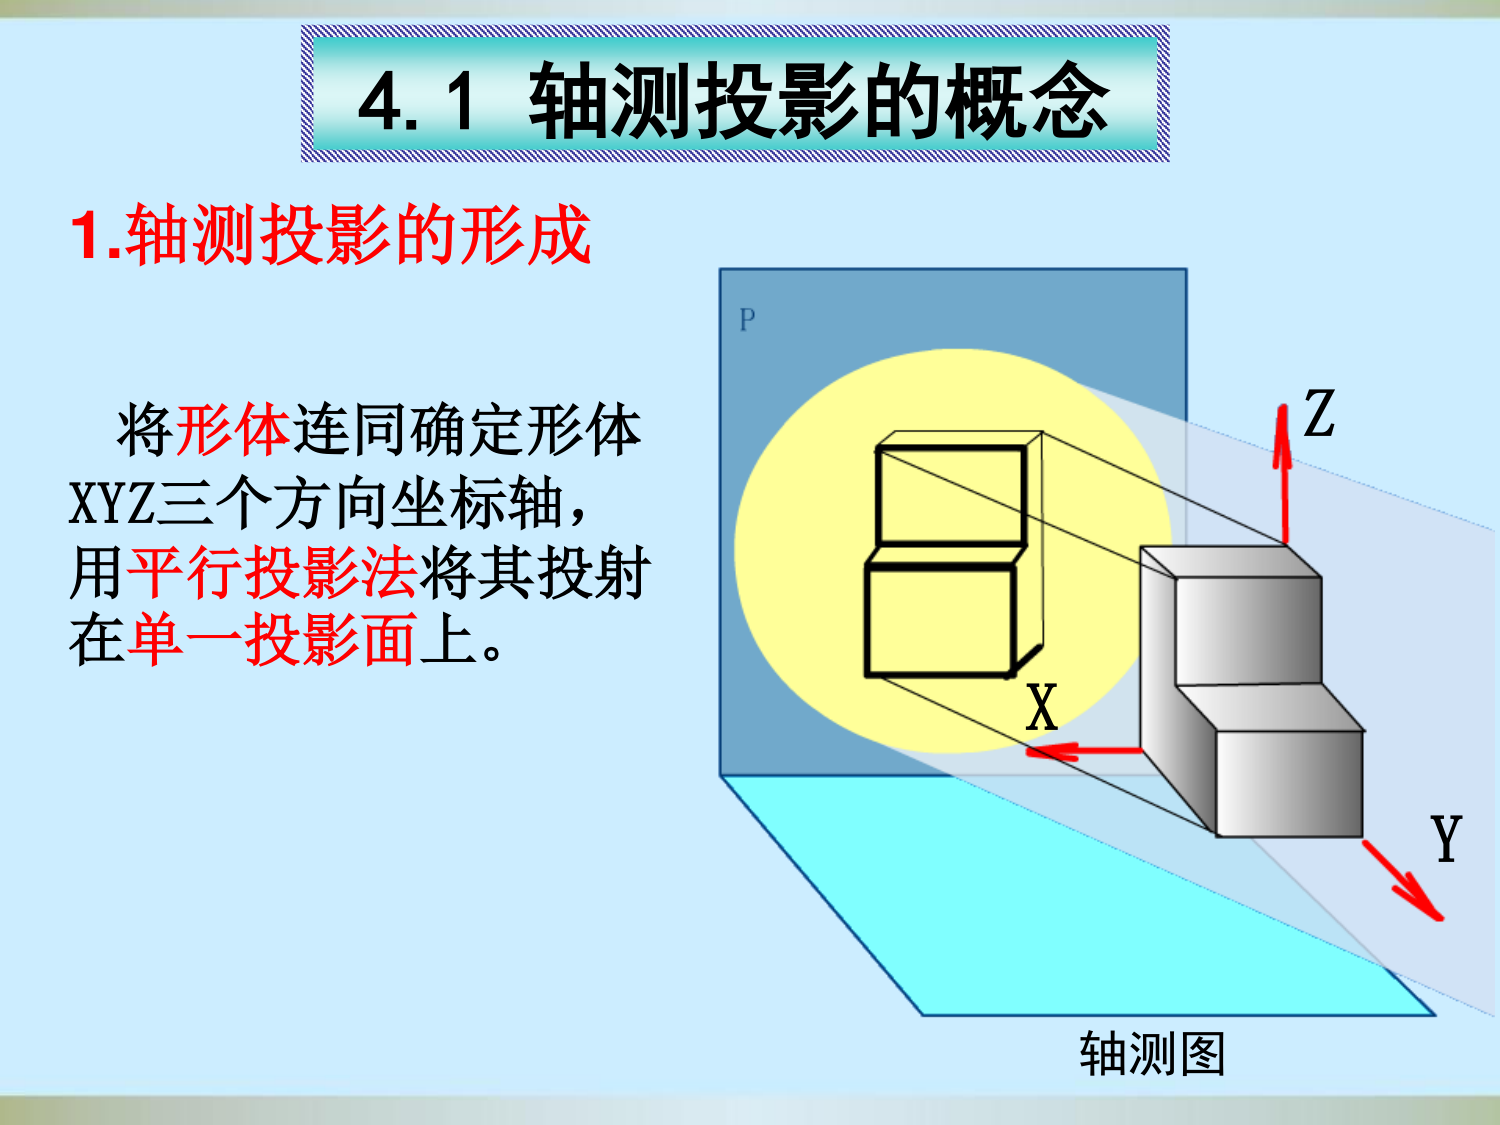 4.1 轴测投影的概念
1.轴测投影的形成
将形体连同确定形体
XYZ三个方向坐标轴，
用平行投影法将其投射
在单一投影面上。
P
Z
X
Y
轴测图